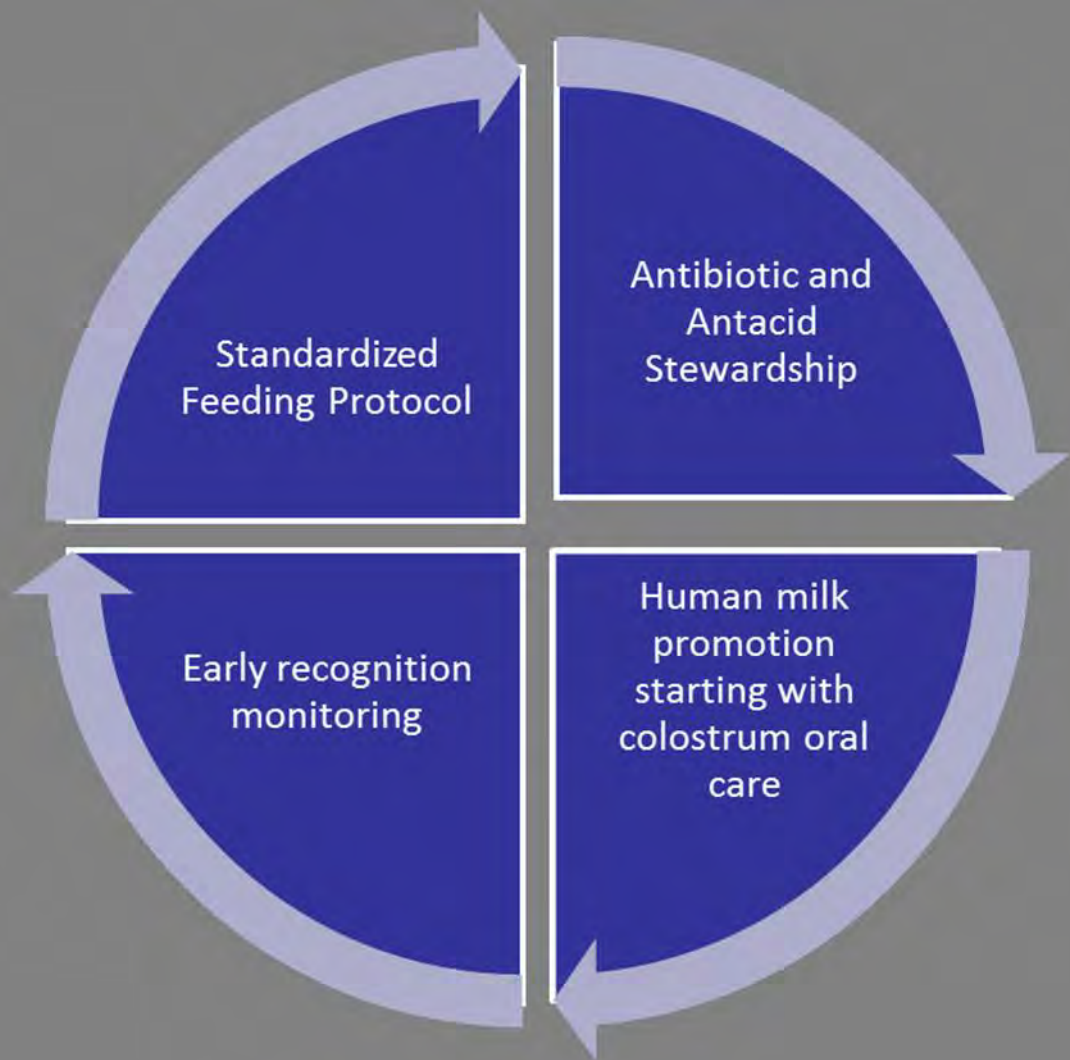 Standardized
Feeding Protocol
Antibiotic and
Antacid
Stewardship
Human milk
promotion
starting with
colostrum oral
care
Early recognition
monitoring